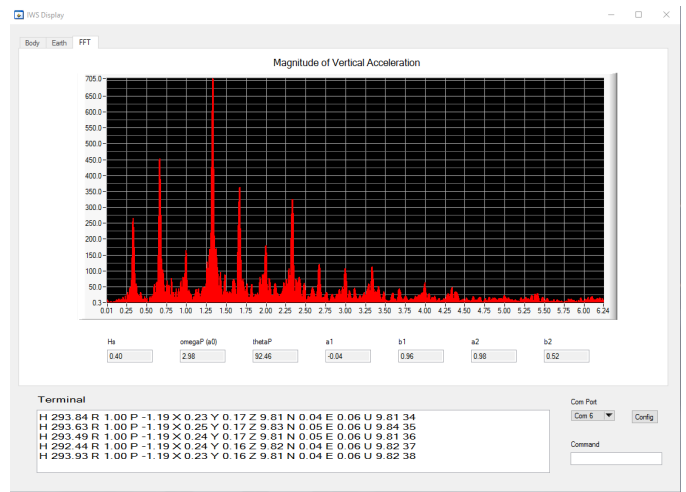 IWS Display
Body Earth FFT
Magnitude of Vertical Acceleration
705.0
650.0
600.0
550.0
500.0
450.0
400.0
350.0
300.0
250.0
200.0
150.0
100.0
50.0
0.3
0.01 0.25 0.50 0.75 1.00 1.25 1.50 1.75 2.00 2.25 2.50 2.75 3.00 3.25 3.50 3.75 4.00 4.25 4.50 4.75 5.00 5.25 5.50 5.75 6.00 6.24
Hs omegaP (a0) thetaP a1 b1 a2 b2
0.40 2.98 92.46 -0.04 0.96 0.98 0.52
Terminal
H 293.84 R 1.00 P -1.19 X 0.23 Y 0.17 Z 9.81 N 0.04 E 0.06 U 9.81 34
H 293.63 R 1.00 P -1.19 X 0.25 Y 0.17 Z 9.83 N 0.05 E 0.06 U 9.84 35
H 293.49 R 1.00 P -1.19 X 0.24 Y 0.17 Z 9.81 N 0.05 E 0.06 U 9.81 36
H 292.44 R 1.00 P -1.19 X 0.24 Y 0.16 Z 9.82 N 0.04 E 0.06 U 9.82 37
H 293.93 R 1.00 P -1.19 X 0.23 Y 0.16 Z 9.81 N 0.04 E 0.06 U 9.82 38
Com Port
Com 6 Config
Command